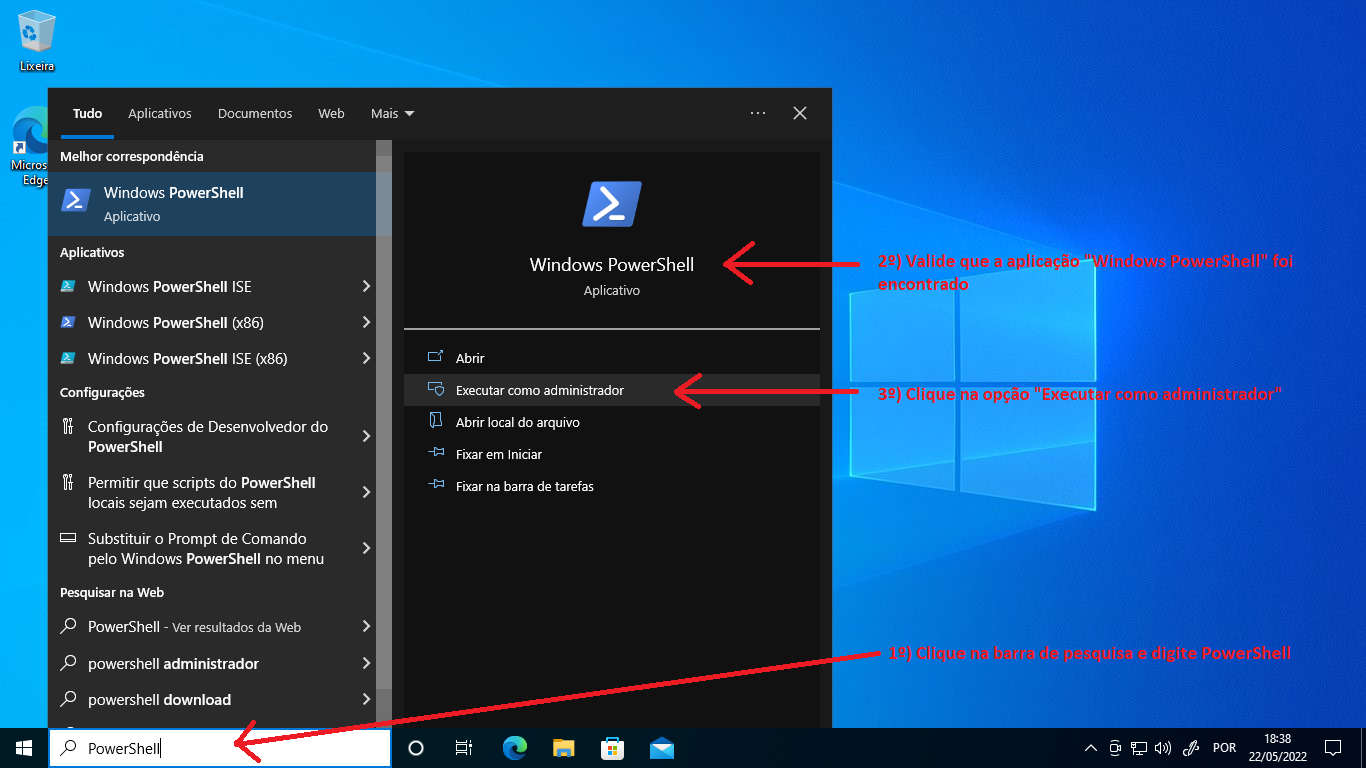 Lixeira
Micros
Edge
Tudo
Aplicativos
Documentos
Web
Mais
Melhor correspondência
Windows PowerShell
Aplicativo
Aplicativos
Windows PowerShell ISE
Windows PowerShell (x86)
Windows PowerShell ISE (x86)
Configurações
Configurações de Desenvolvedor do
PowerShell
Permitir que scripts do PowerShell
locais sejam executados sem
Substituir o Prompt de Comando
pelo Windows PowerShell no menu
Pesquisar na Web
PowerShell - Ver resultados da Web
powershell administrador
powershell download
PowerShell
Windows PowerShell
Aplicativo
Abrir
Executar como administrador
Abrir local do arquivo
Fixar em Iniciar
Fixar na barra de tarefas
2º) Valide que a aplicação "WIndows PowerShell" foi
encontrado
3º) Clique na opção "Executar como administrador"
1º) Clique na barra de pesquisa e digite PowerShell
POR
18:38
22/05/2022